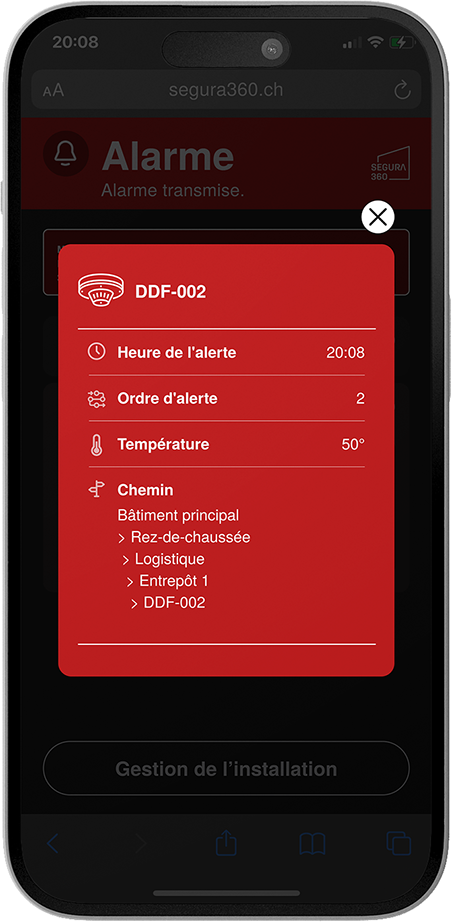 20:08
AA segura360.ch
Alarme
Alarme transmise.
SEGURA
360
DDF-002
Heure de l'alerte 20:08
Ordre d'alerte 2
Température 50°
Chemin
Bâtiment principal
> Rez-de-chaussée
> Logistique
> Entrepôt 1
> DDF-002
Gestion de l’installation